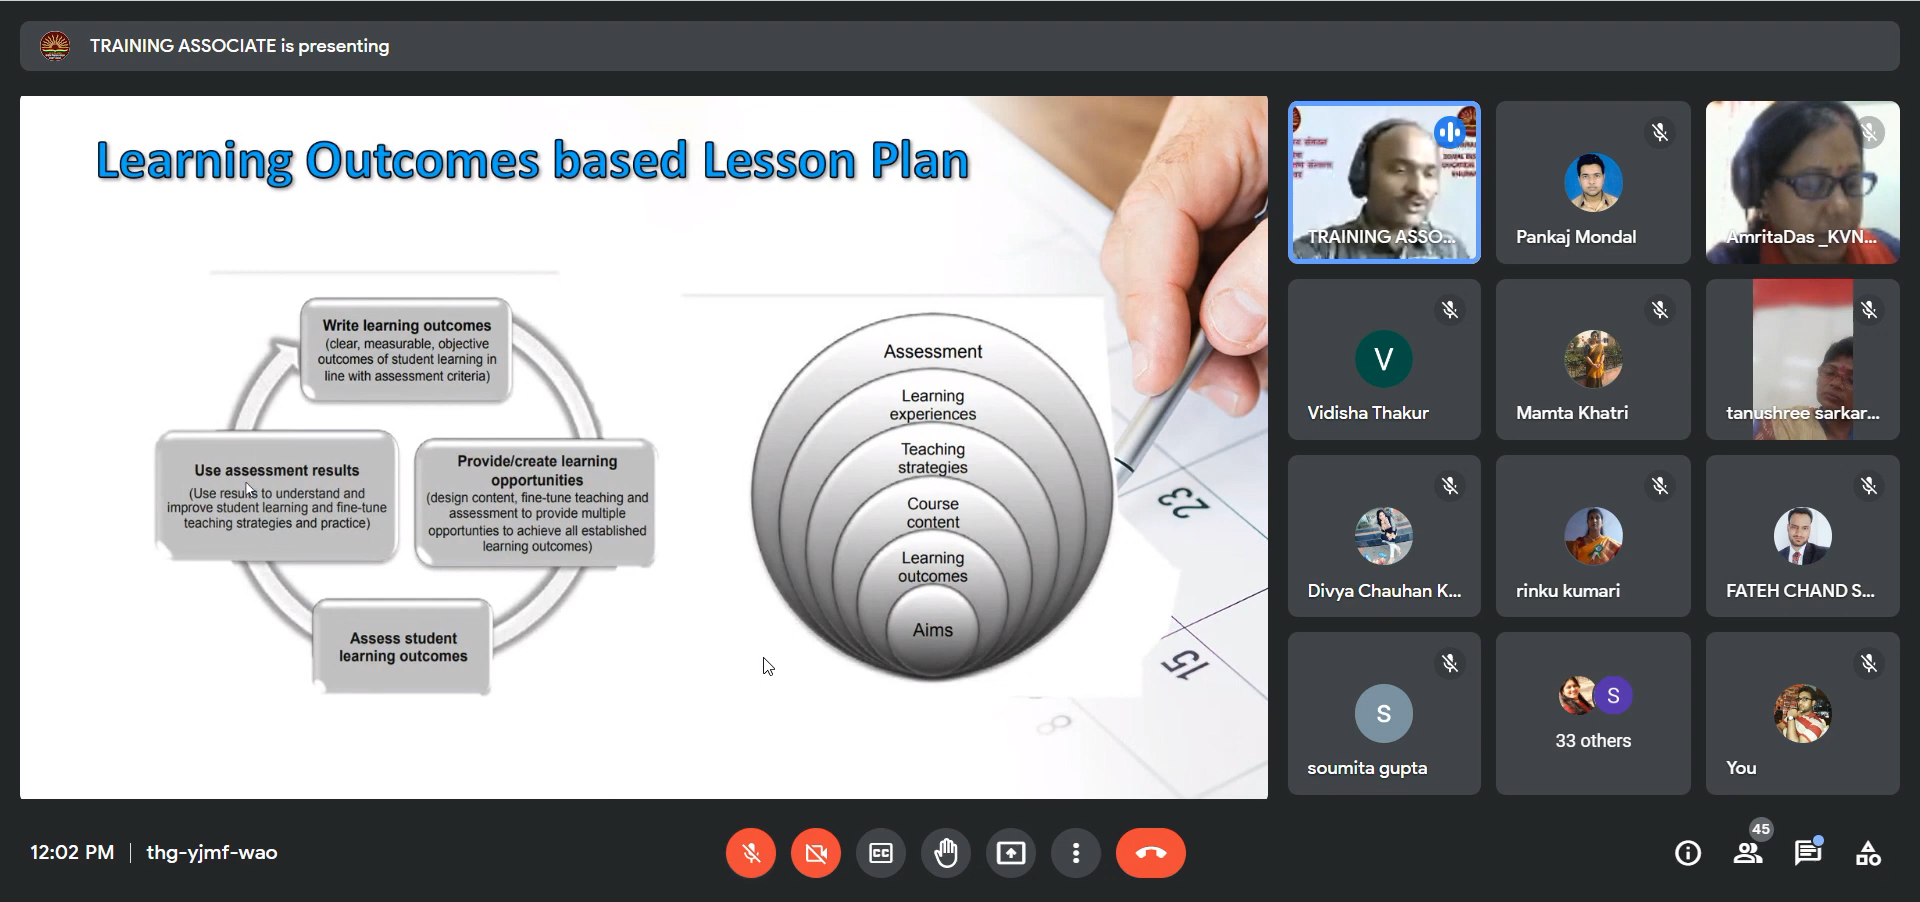 TRAINING ASSOCIATE is presenting
Learning Outcomes based Lesson Plan
Write learning outcomes
(clear, measurable, objective
outcomes of student learning in
line with assessment criteria)
Use assessment results
(Use results to understand and
improve student learning and fine-tune
teaching strategies and practice)
Provide/create learning
opportunities
(design content, fine-tune teaching and
assessment to provide multiple
opportunities to achieve all established
learning outcomes)
Assess student
learning outcomes
Assessment
Learning
experiences
Teaching
strategies
Course
content
Learning
outcomes
Aims
23
15
8
TRAINING ASSO...
Pankaj Mondal
AmritaDas _KVN...
V
Vidisha Thakur
Mamta Khatri
tanushree sarkar...
Divya Chauhan K...
rinku kumari
FATEH CHAND S...
S
soumita gupta
S
33 others
You
12:02 PM | thg-yjmf-wao
CC
45